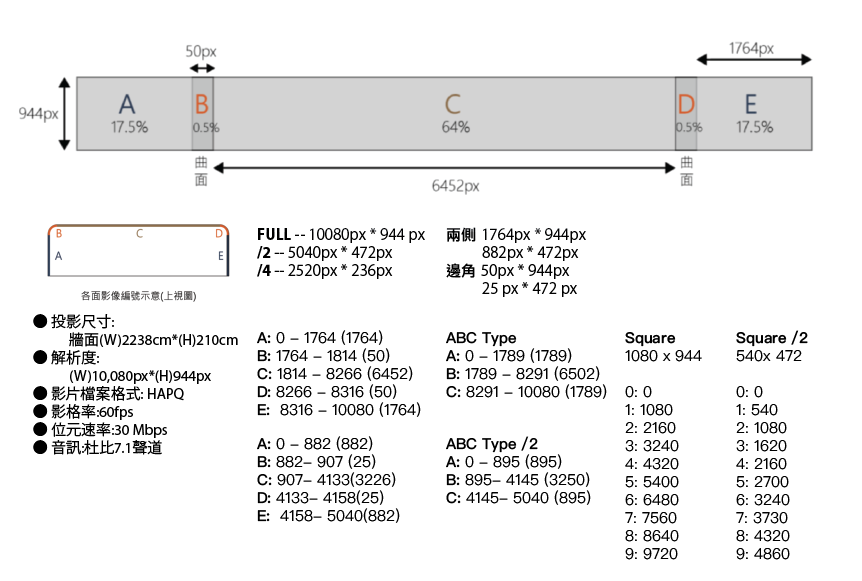 50px
1764px
944px
A
B
C
D
E
17.5%
0.5%
64%
0.5%
17.5%
曲面
曲面
6452px
B
C
D
A
E
各面影像編號示意(上視圖)
FULL -- 10080px * 944 px
/2 -- 5040px * 472px
/4 -- 2520px * 236px
兩側 1764px * 944px
882px * 472px
邊角 50px * 944px
25 px * 472 px
● 投影尺寸:
牆面(W)2238cm*(H)210cm
● 解析度:
(W)10,080px*(H)944px
● 影片檔案格式: HAPQ
● 影格率:60fps
● 位元速率:30 Mbps
● 音訊:杜比7.1聲道
A: 0 – 1764 (1764)
B: 1764 – 1814 (50)
C: 1814 – 8266 (6452)
D: 8266 – 8316 (50)
E: 8316 – 10080 (1764)
A: 0 – 882 (882)
B: 882– 907 (25)
C: 907– 4133(3226)
D: 4133– 4158(25)
E: 4158– 5040(882)
ABC Type
A: 0 – 1789 (1789)
B: 1789 – 8291 (6502)
C: 8291 – 10080 (1789)
ABC Type /2
A: 0 – 895 (895)
B: 895– 4145 (3250)
C: 4145– 5040 (895)
Square
1080 x 944
0: 0
1: 1080
2: 2160
3: 3240
4: 4320
5: 5400
6: 6480
7: 7560
8: 8640
9: 9720
Square /2
540x 472
0: 0
1: 540
2: 1080
3: 1620
4: 2160
5: 2700
6: 3240
7: 3730
8: 4320
9: 4860